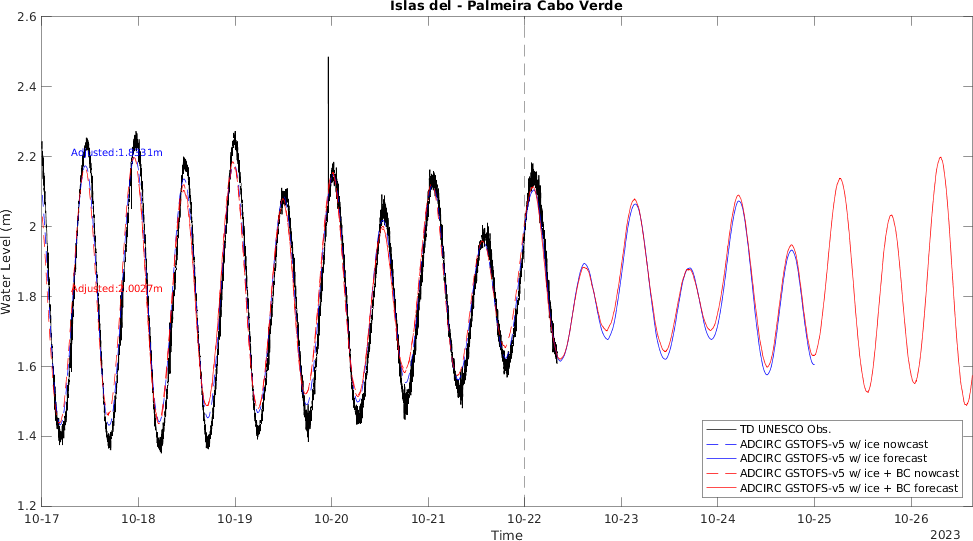 Islas del - Palmeira Cabo Verde
2.6
2.4
2.2
2
1.8
1.6
1.4
1.2
Water Level (m)
Adjusted:1.8531m
Adjusted:2.0027m
TD UNESCO Obs.
ADCIRC GSTOFS-v5 w/ ice nowcast
ADCIRC GSTOFS-v5 w/ ice forecast
ADCIRC GSTOFS-v5 w/ ice + BC nowcast
ADCIRC GSTOFS-v5 w/ ice + BC forecast
10-17 10-18 10-19 10-20 10-21 10-22 10-23 10-24 10-25 10-26
Time
2023